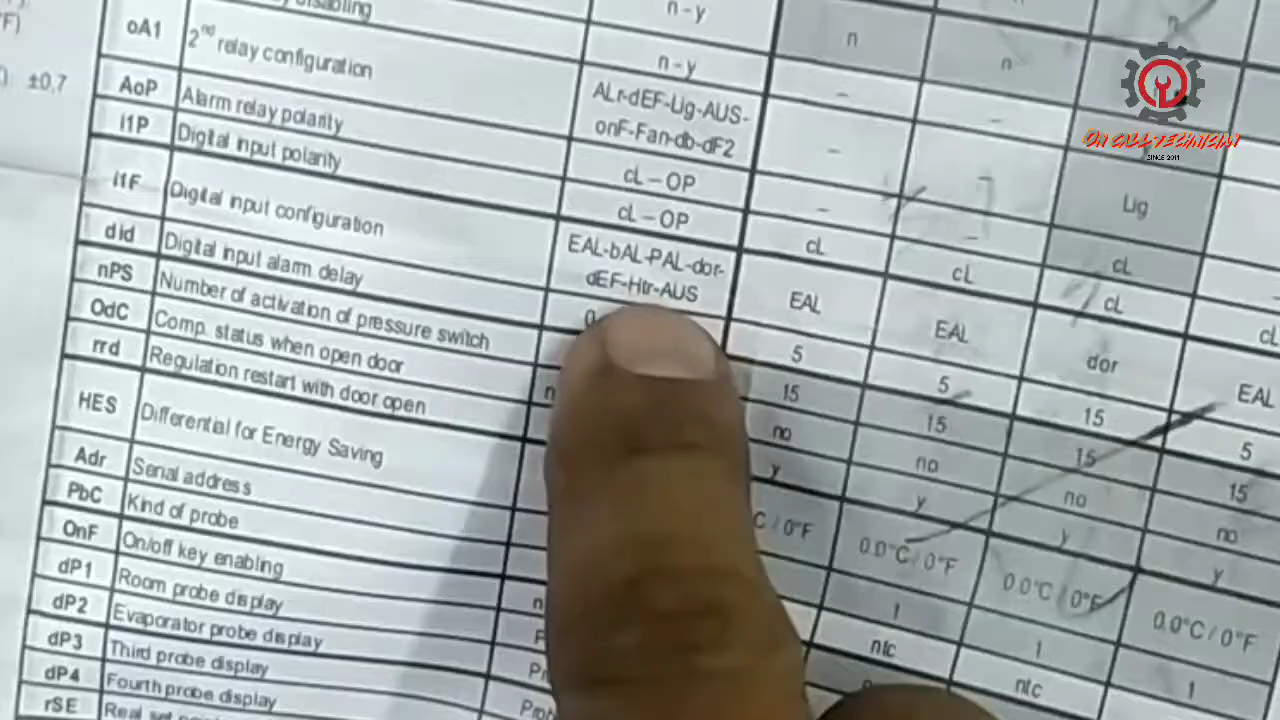 disabling n - y n n
oA1 2nd relay configuration n - y n n
AoP Alarm relay polarity ALr-dEF-Lig-AUS-
onF-Fan-db-dF2 - - Lig
i1P Digital input polarity cL – OP - - cL
i1F Digital input configuration cL – OP cL cL cL cL
did Digital input alarm delay EAL-bAL-PAL-dor-
dEF-Htr-AUS EAL EAL dor EAL
nPS Number of activation of pressure switch 0 5 5 15 5
OdC Comp. status when open door n 15 15 15 15
rrd Regulation restart with door open no no no no
HES Differential for Energy Saving y y y y
Adr Serial address C / 0°F 0.0°C / 0°F 0.0°C / 0°F 0.0°C / 0°F
PbC Kind of probe 1 1 1
OnF On/off key enabling n ntc ntc
dP1 Room probe display
dP2 Evaporator probe display
dP3 Third probe display
dP4 Fourth probe display
rSE Real set
°F)
±0,7
ON CALL TECHNICIAN
SINCE 2011